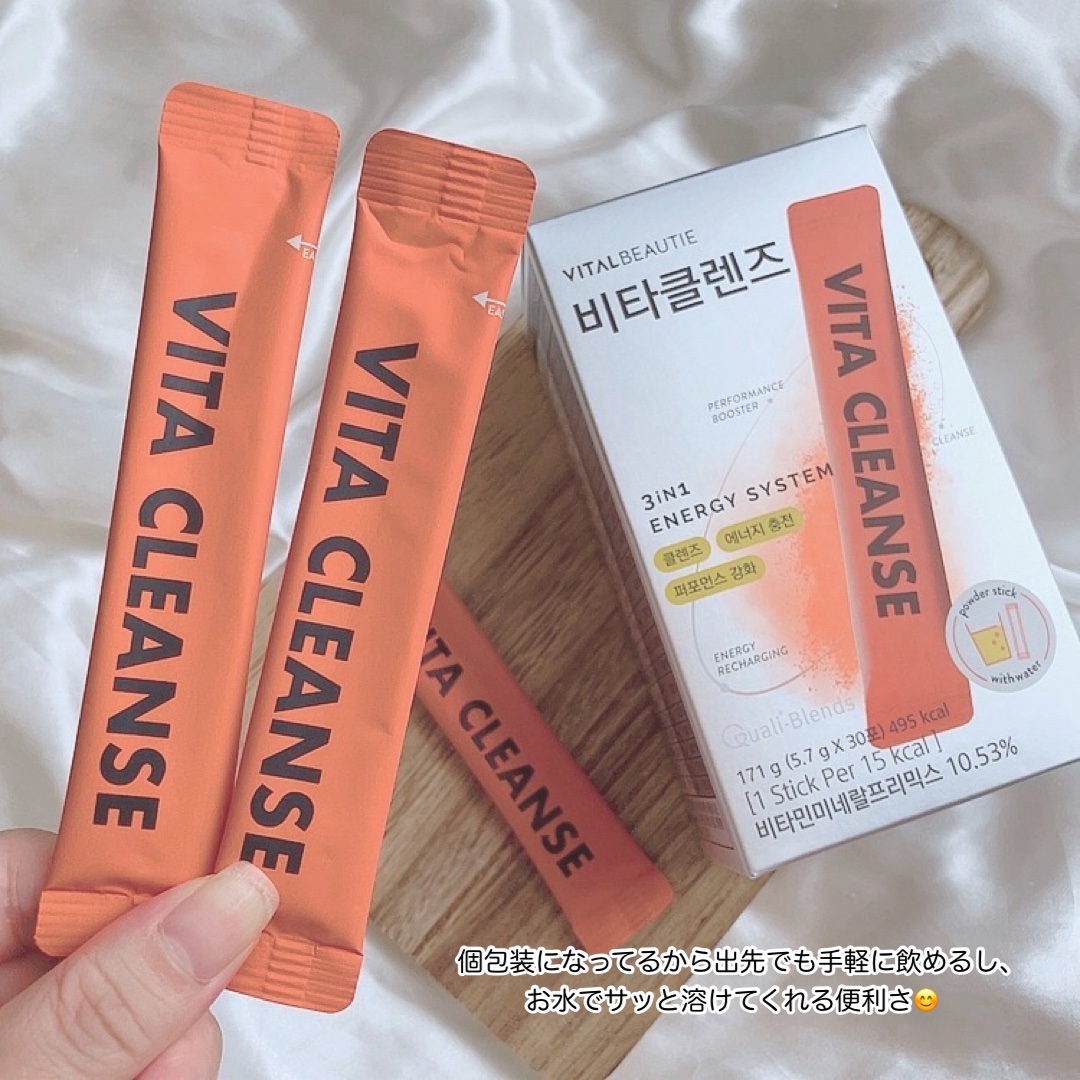 VITA CLEANSE
VITA CLEANSE
VITA CLEANSE
VITALBEAUTIE
비타클렌즈
PERFORMANCE
BOOSTER
CLEANSE
3iN1
ENERGY SYSTEM
클렌즈 에너지 충전
퍼포먼스 강화
ENERGY
RECHARGING
VITA CLEANSE
powder stick
with water
Quali-Blends
171 g (5.7 g X 30포) 495 kcal
[1 Stick Per 15 kcal]
비타민미네랄프리믹스 10.53%
個包装になってるから出先でも手軽に飲めるし、
お水でサッと溶けてくれる便利さ😊